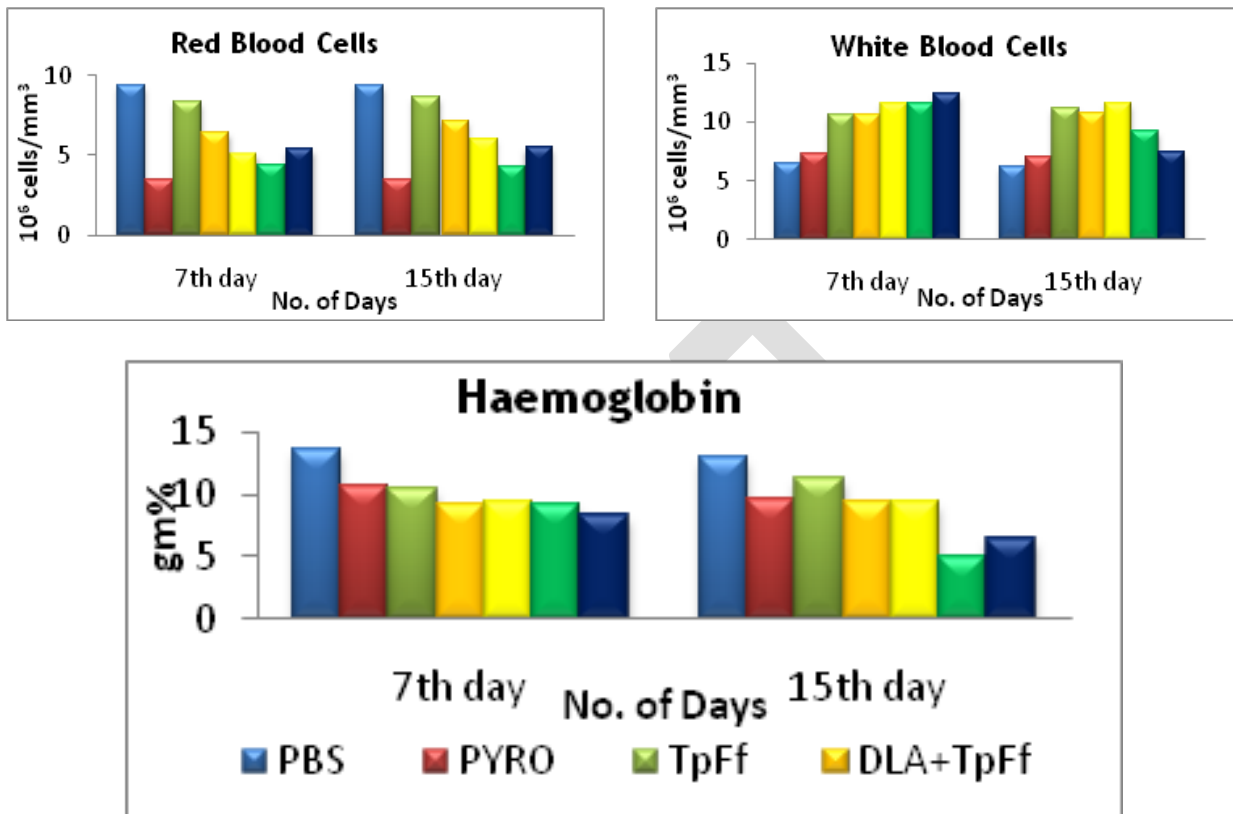 Red Blood Cells
10⁶ cells/mm³
10
5
0
7th day
15th day
No. of Days
White Blood Cells
10⁶ cells/mm³
15
10
5
0
7th day
15th day
No. of Days
Haemoglobin
gm%
15
10
5
0
7th day
15th day
No. of Days
PBS PYRO TpFf DLA+TpFf